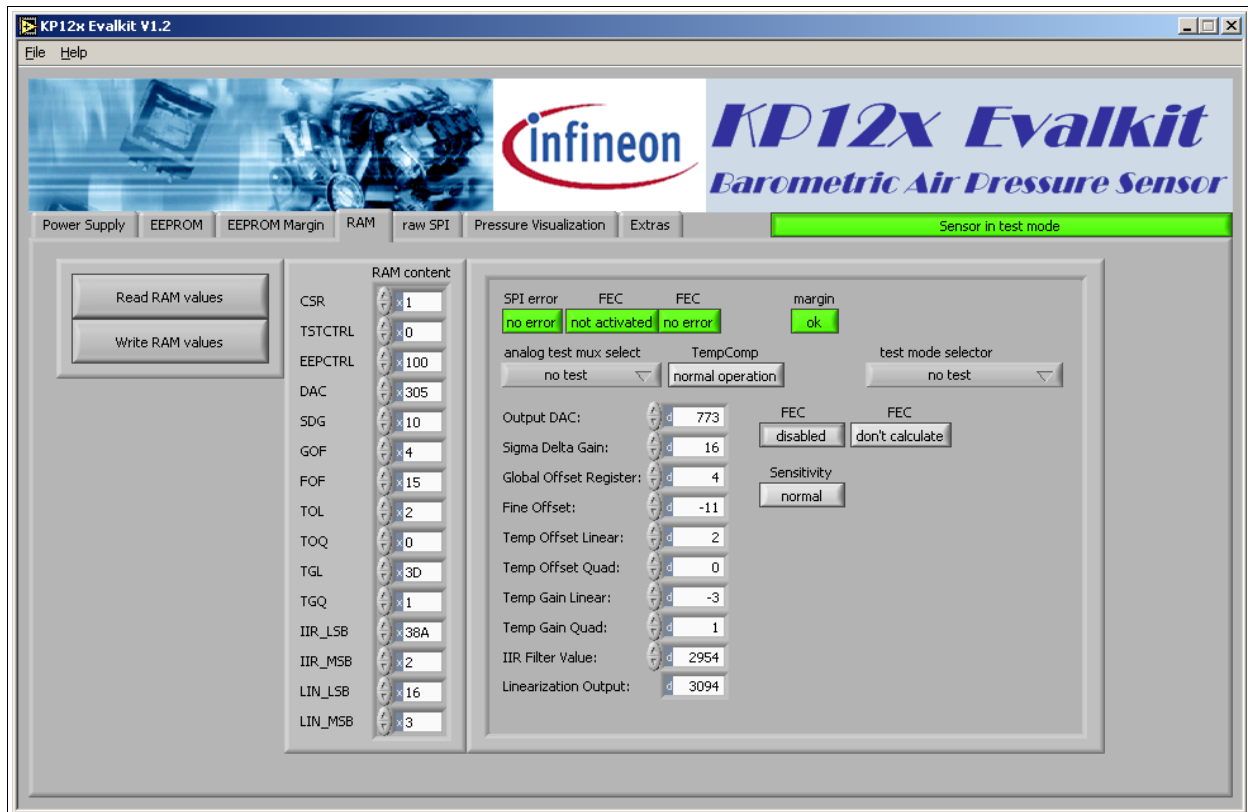 KP12x Evalkit V1.2
File Help
infineon
KP12x Evalkit
Barometric Air Pressure Sensor
Power Supply EEPROM EEPROM Margin RAM raw SPI Pressure Visualization Extras
Sensor in test mode
Read RAM values
Write RAM values
RAM content
CSR x 1
TSTCTRL x 0
EEPCTRL x 100
DAC x 305
SDG x 10
GOF x 4
FOF x 15
TOL x 2
TOQ x 0
TGL x 3D
TGQ x 1
IIR_LSB x 38A
IIR_MSB x 2
LIN_LSB x 16
LIN_MSB x 3
SPI error FEC FEC margin
no error not activated no error ok
analog test mux select TempComp test mode selector
no test normal operation no test
Output DAC: d 773
Sigma Delta Gain: d 16
Global Offset Register: d 4
Fine Offset: d -11
Temp Offset Linear: d 2
Temp Offset Quad: d 0
Temp Gain Linear: d -3
Temp Gain Quad: d 1
IIR Filter Value: d 2954
Linearization Output: d 3094
FEC FEC
disabled don't calculate
Sensitivity
normal